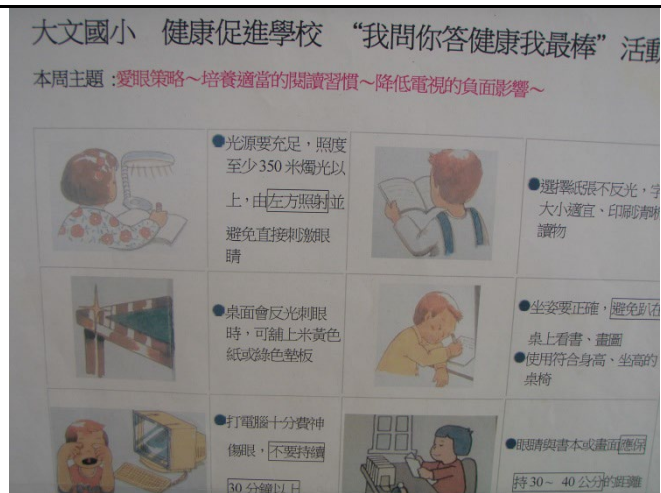 大文國小 健康促進學校 “我問你答健康我最棒”活動
本周主題:愛眼策略～培養適當的閱讀習慣～降低電視的負面影響～
●光源要充足，照度
至少350米燭光以
上，由左方照射並
避免直接刺激眼
睛
●選擇紙張不反光，字
大小適宜、印刷清晰
讀物
●桌面會反光刺眼
時，可舖上米黃色
紙或綠色墊板
●坐姿要正確，避免趴在
桌上看書、畫圖
●使用符合身高、坐高的
桌椅
●打電腦十分費神
傷眼，不要持續
30分鐘以上
●眼睛與書本或畫面應保
持30～ 40公分的距離